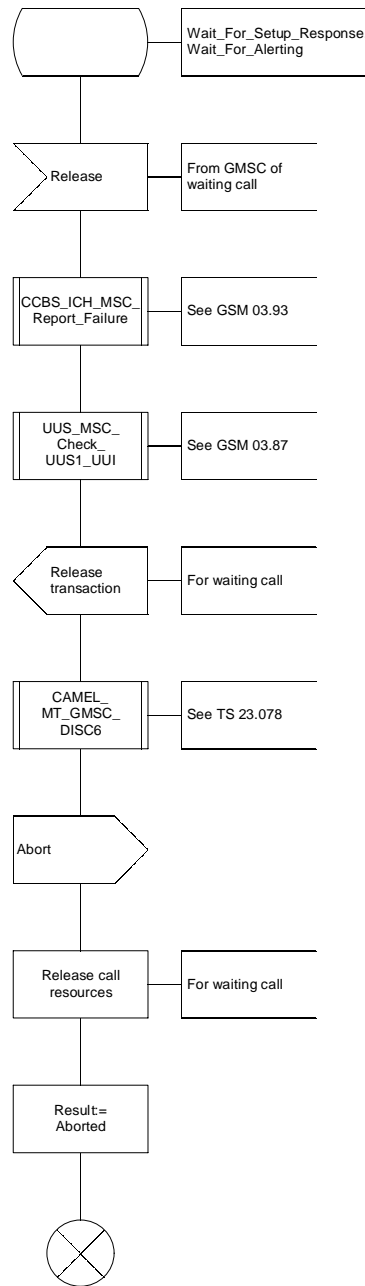 Wait_For_Setup_Response
Wait_For_Alerting
Release
From GMSC of
waiting call
CCBS_ICH_MSC_
Report_Failure
See GSM 03.93
UUS_MSC_
Check_
UUS1_UUI
See GSM 03.87
Release
transaction
For waiting call
CAMEL_
MT_GMSC_
DISC6
See TS 23.078
Abort
Release call
resources
For waiting call
Result:=
Aborted